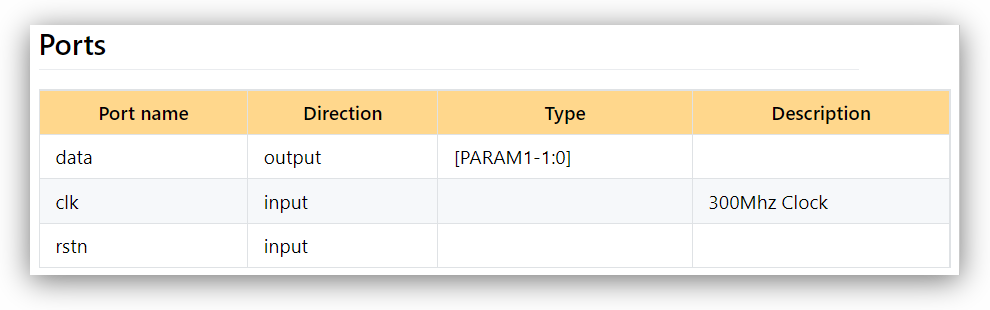 Ports
Port name Direction Type Description
data output [PARAM1-1:0]
clk input 300Mhz Clock
rstn input